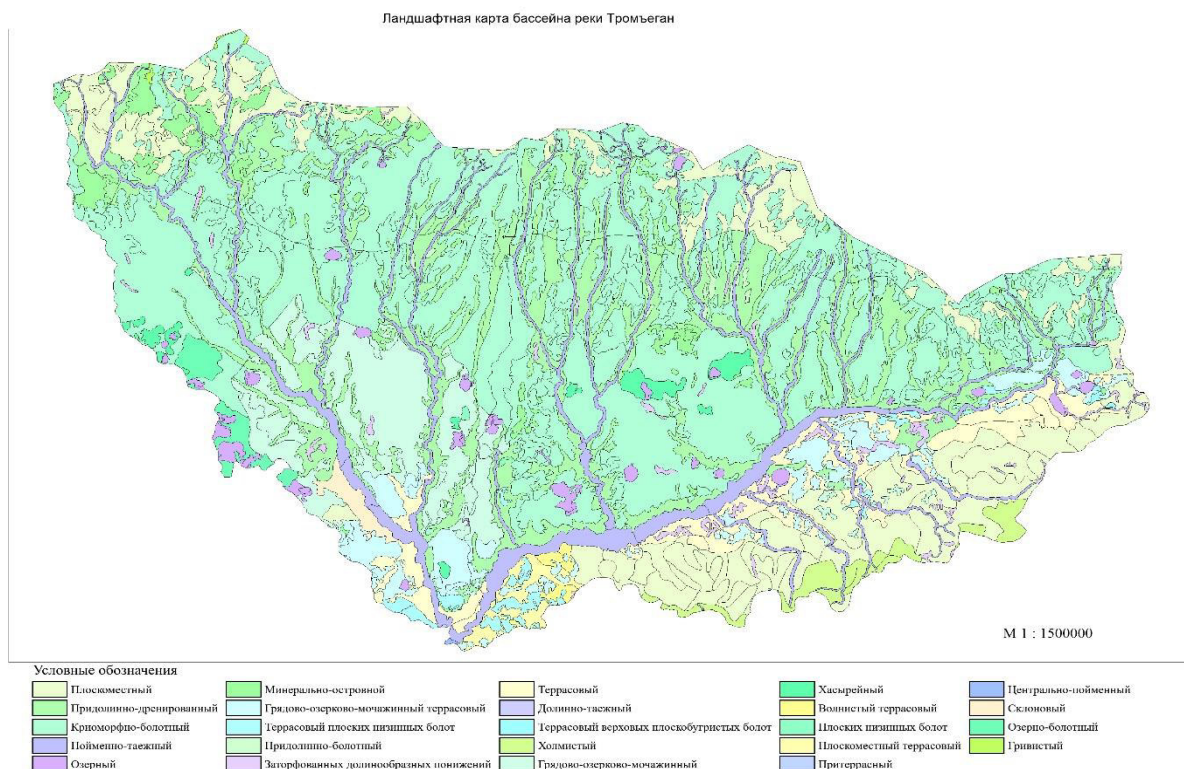 Ландшафтная карта бассейна реки Тромъеган
М 1 : 1500000
Условные обозначения
Плоскоместный
Придолинно-дренированный
Криоморфно-болотный
Пойменно-таежный
Озерный
Минерально-островной
Грядово-озерково-мочажинный террасовый
Террасовый плоских низинных болот
Придолинно-болотный
Заторфованных долинообразных понижений
Террасовый
Долинно-таежный
Террасовый верховых плоскобугристых болот
Холмистый
Грядово-озерково-мочажинный
Хасырейный
Волнистый террасовый
Плоских низинных болот
Плоскоместный террасовый
Притеррасный
Центрально-пойменный
Склоновый
Озерно-болотный
Гривистый